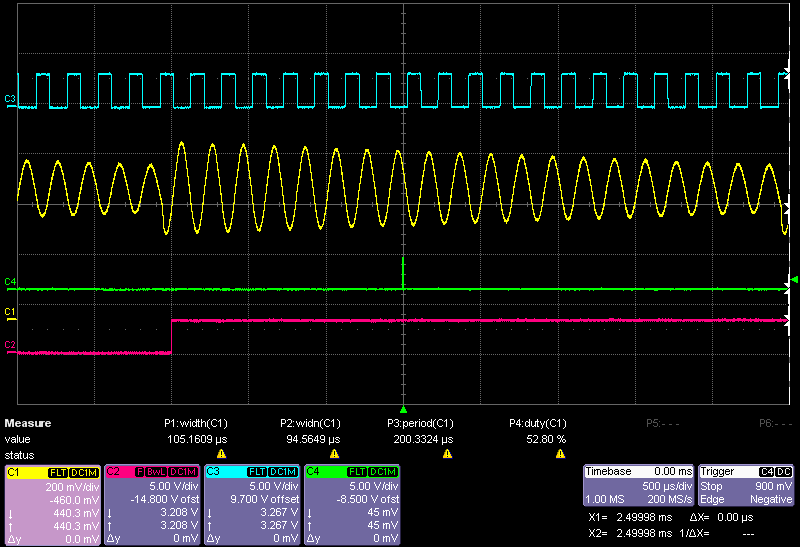 C3
C4
C1
C2
Measure P1:width(C1) P2:widn(C1) P3:period(C1) P4:duty(C1) P5:--- P6:---
value 105.1609 µs 94.5649 µs 200.3324 µs 52.80 %
status
C1 FLT DC1M
200 mV/div
-460.0 mV
↓ 440.3 mV
↑ 440.3 mV
Δy 0.0 mV
C2 F BwL DC1M
5.00 V/div
-14.800 V ofst
↓ 3.208 V
↑ 3.208 V
Δy 0 mV
C3 FLT DC1M
5.00 V/div
9.700 V offset
↓ 3.267 V
↑ 3.267 V
Δy 0 mV
C4 FLT DC1M
5.00 V/div
-8.500 V ofst
↓ 45 mV
↑ 45 mV
Δy 0 mV
Timebase 0.00 ms
500 µs/div
1.00 MS 200 MS/s
Trigger C4 DC
Stop 900 mV
Edge Negative
X1= 2.49998 ms ΔX= 0.00 µs
X2= 2.49998 ms 1/ΔX= ---